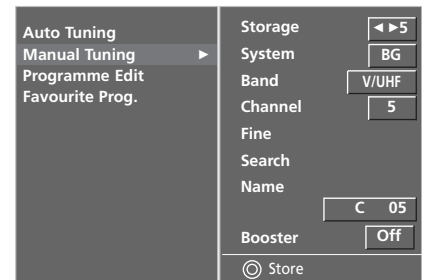 Auto Tuning
Manual Tuning ►
Programme Edit
Favourite Prog.
Storage ◄ ►5
System BG
Band V/UHF
Channel 5
Fine
Search
Name
C 05
Booster Off
◎ Store